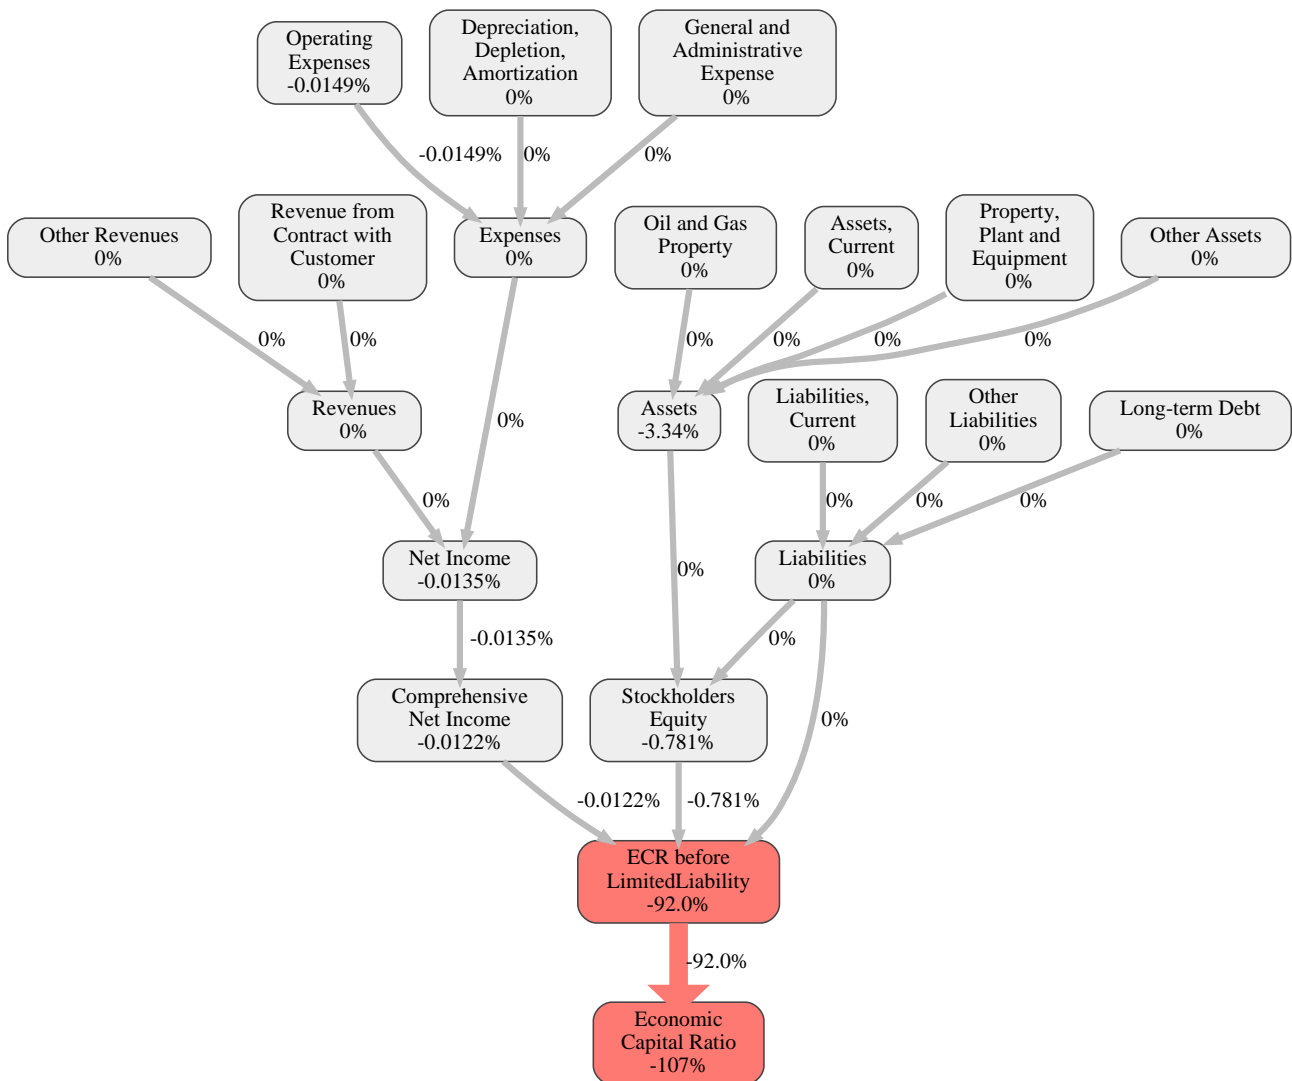 Operating
Expenses
-0.0149%
Depreciation,
Depletion,
Amortization
0%
General and
Administrative
Expense
0%
-0.0149%
0%
0%
Other Revenues
0%
Revenue from
Contract with
Customer
0%
Expenses
0%
Oil and Gas
Property
0%
Assets,
Current
0%
Property,
Plant and
Equipment
0%
Other Assets
0%
0%
0%
0%
0%
0%
0%
0%
Revenues
0%
Assets
-3.34%
Liabilities,
Current
0%
Other
Liabilities
0%
Long-term Debt
0%
0%
0%
0%
0%
Net Income
-0.0135%
0%
Liabilities
0%
-0.0135%
0%
Comprehensive
Net Income
-0.0122%
Stockholders
Equity
-0.781%
0%
-0.0122%
-0.781%
ECR before
LimitedLiability
-92.0%
-92.0%
Economic
Capital Ratio
-107%